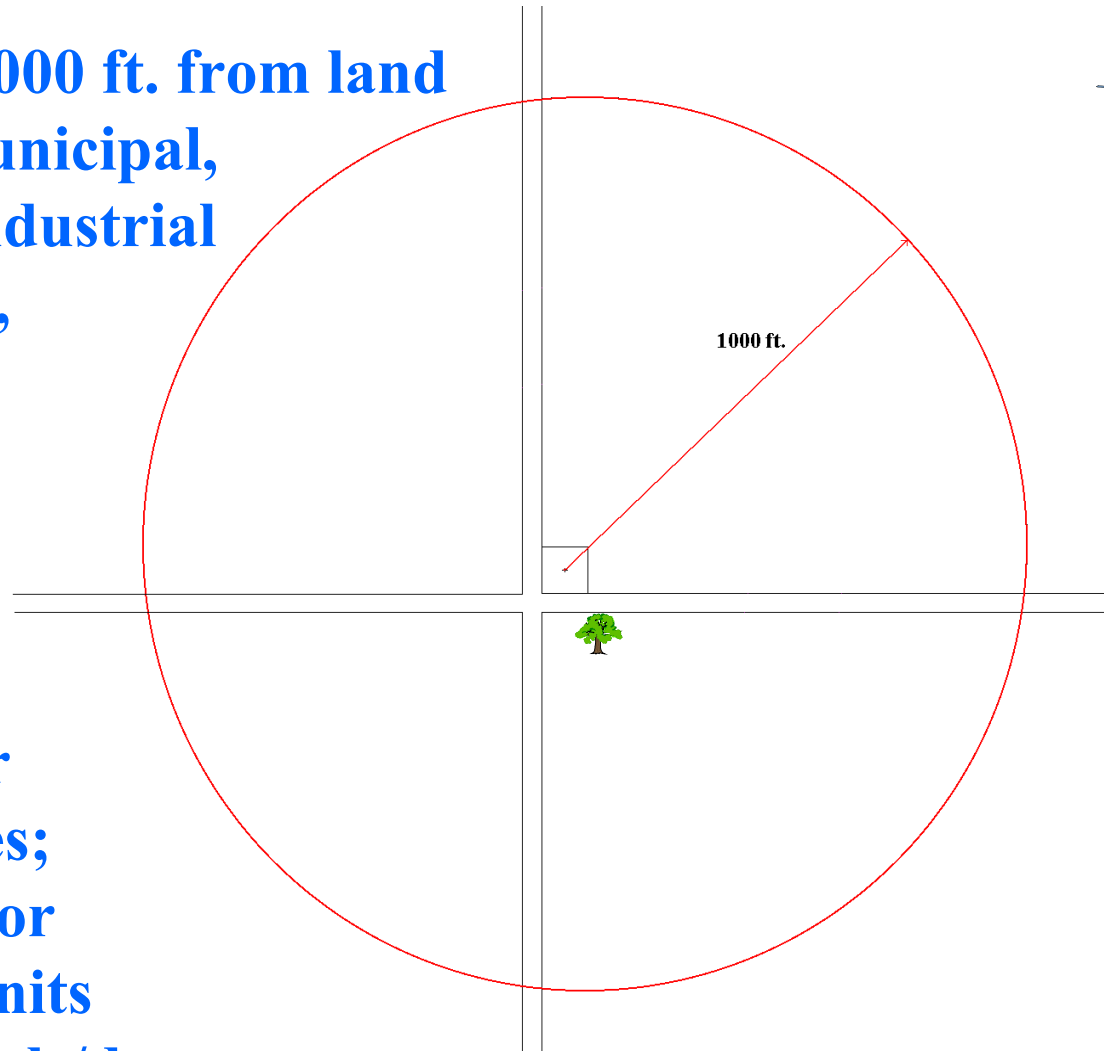 000 ft. from land
unicipal,
dustrial
,
1000 ft.
r
es;
or
nits